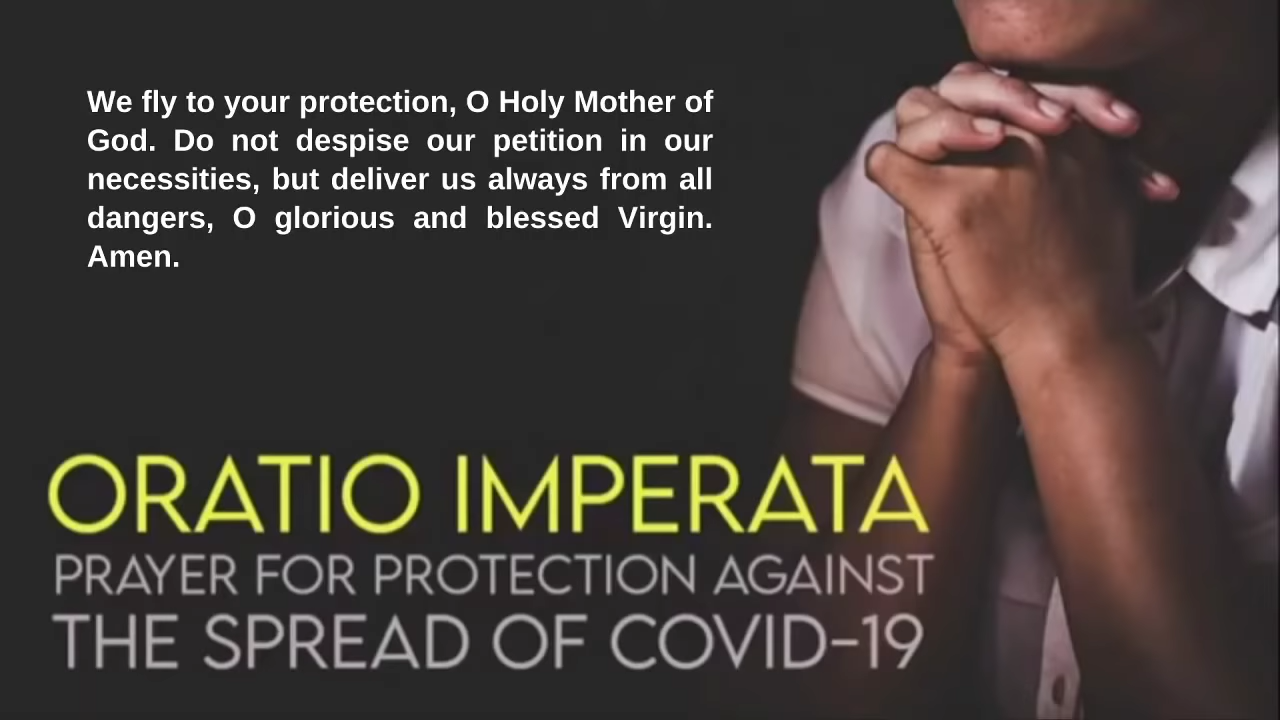 We fly to your protection, O Holy Mother of
God. Do not despise our petition in our
necessities, but deliver us always from all
dangers, O glorious and blessed Virgin.
Amen.
ORATIO IMPERATA
PRAYER FOR PROTECTION AGAINST
THE SPREAD OF COVID-19